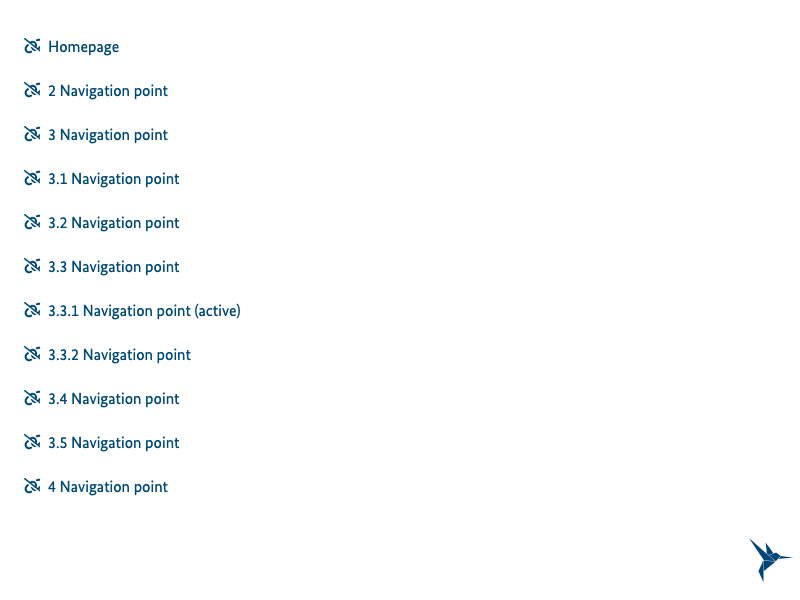 Homepage
2 Navigation point
3 Navigation point
3.1 Navigation point
3.2 Navigation point
3.3 Navigation point
3.3.1 Navigation point (active)
3.3.2 Navigation point
3.4 Navigation point
3.5 Navigation point
4 Navigation point